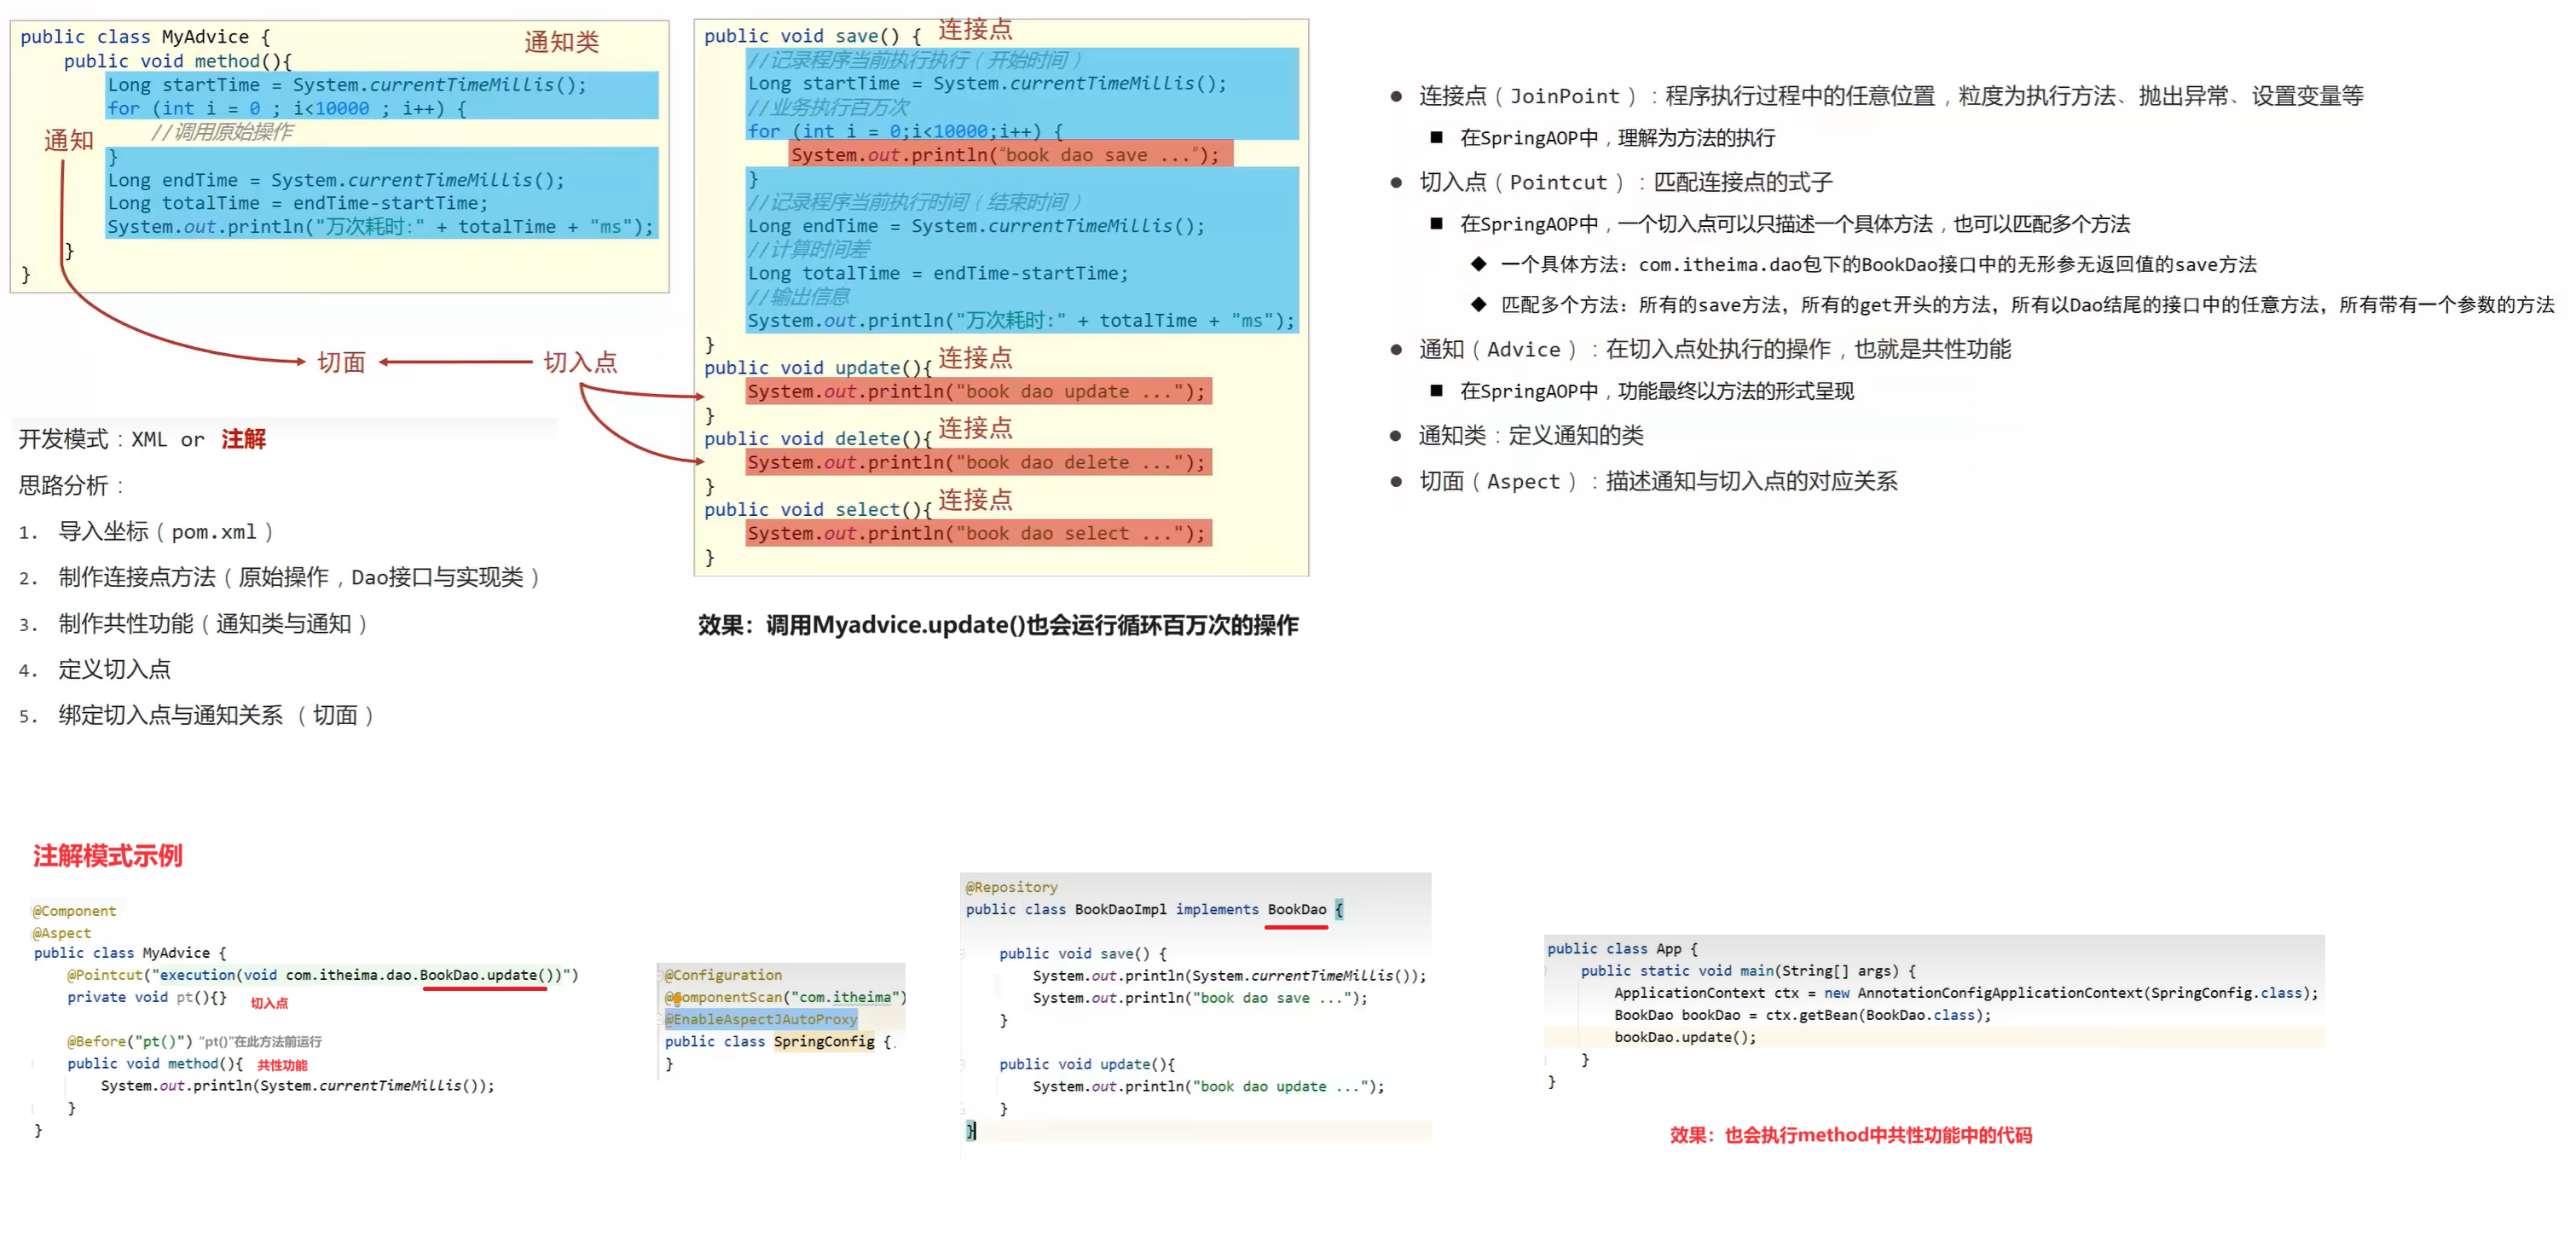 public class MyAdvice {
通知类
public void method(){
Long startTime = System.currentTimeMillis();
for (int i = 0 ; i<10000 ; i++) {
//调用原始操作
通知
}
Long endTime = System.currentTimeMillis();
Long totalTime = endTime-startTime;
System.out.println("万次耗时:" + totalTime + "ms");
}
}
切面
切入点
public void save() {
连接点
//记录程序当前执行执行（开始时间）
Long startTime = System.currentTimeMillis();
//业务执行百万次
for (int i = 0;i<10000;i++) {
System.out.println("book dao save ...");
}
//记录程序当前执行时间（结束时间）
Long endTime = System.currentTimeMillis();
//计算时间差
Long totalTime = endTime-startTime;
//输出信息
System.out.println("万次耗时:" + totalTime + "ms");
}
连接点
public void update(){
System.out.println("book dao update ...");
}
连接点
public void delete(){
System.out.println("book dao delete ...");
}
连接点
public void select(){
System.out.println("book dao select ...");
}
效果：调用Myadvice.update()也会运行循环百万次的操作
● 连接点（JoinPoint）：程序执行过程中的任意位置，粒度为执行方法、抛出异常、设置变量等
■ 在SpringAOP中，理解为方法的执行
● 切入点（Pointcut）：匹配连接点的式子
■ 在SpringAOP中，一个切入点可以只描述一个具体方法，也可以匹配多个方法
◆ 一个具体方法：com.itheima.dao包下的BookDao接口中的无形参无返回值的save方法
◆ 匹配多个方法：所有的save方法，所有的get开头的方法，所有以Dao结尾的接口中的任意方法，所有带有一个参数的方法
● 通知（Advice）：在切入点处执行的操作，也就是共性功能
■ 在SpringAOP中，功能最终以方法的形式呈现
● 通知类：定义通知的类
● 切面（Aspect）：描述通知与切入点的对应关系
开发模式：XML or 注解
思路分析：
1. 导入坐标（pom.xml）
2. 制作连接点方法（原始操作，Dao接口与实现类）
3. 制作共性功能（通知类与通知）
4. 定义切入点
5. 绑定切入点与通知关系 （切面）
注解模式示例
@Component
@Aspect
public class MyAdvice {
@Pointcut("execution(void com.itheima.dao.BookDao.update())")
private void pt(){} 切入点
@Before("pt()") "pt()"在此方法前运行
public void method(){ 共性功能
System.out.println(System.currentTimeMillis());
}
}
@Configuration
@ComponentScan("com.itheima")
@EnableAspectJAutoProxy
public class SpringConfig {
}
@Repository
public class BookDaoImpl implements BookDao {
public void save() {
System.out.println(System.currentTimeMillis());
System.out.println("book dao save ...");
}
public void update(){
System.out.println("book dao update ...");
}
}
public class App {
public static void main(String[] args) {
ApplicationContext ctx = new AnnotationConfigApplicationContext(SpringConfig.class);
BookDao bookDao = ctx.getBean(BookDao.class);
bookDao.update();
}
}
效果：也会执行method中共性功能中的代码